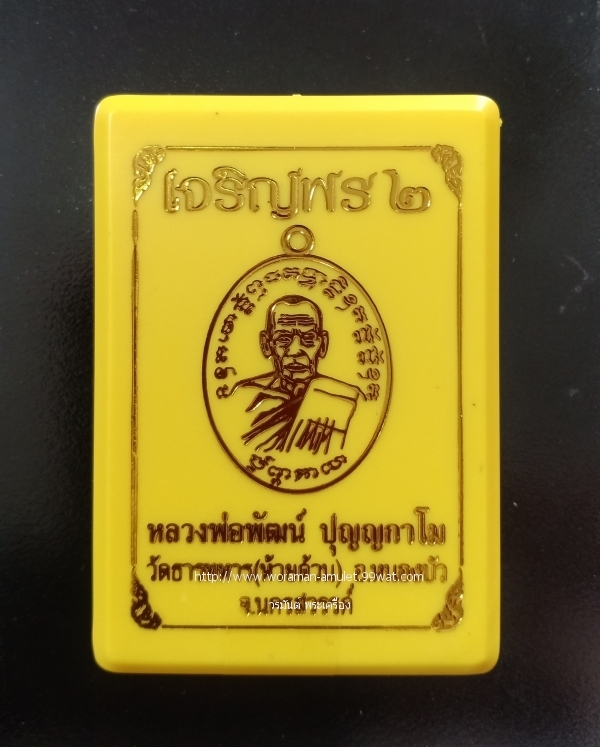 เจริญพร ๒
หลวงพ่อพัฒน์ ปุญญกาโม
วัดธารทหาร(ห้วยด้วน) อ.หนองบัว
http://www.woraman-amulet.99wat.com
จ.นครสวรรค์
วรมันต์ พระเครื่อง